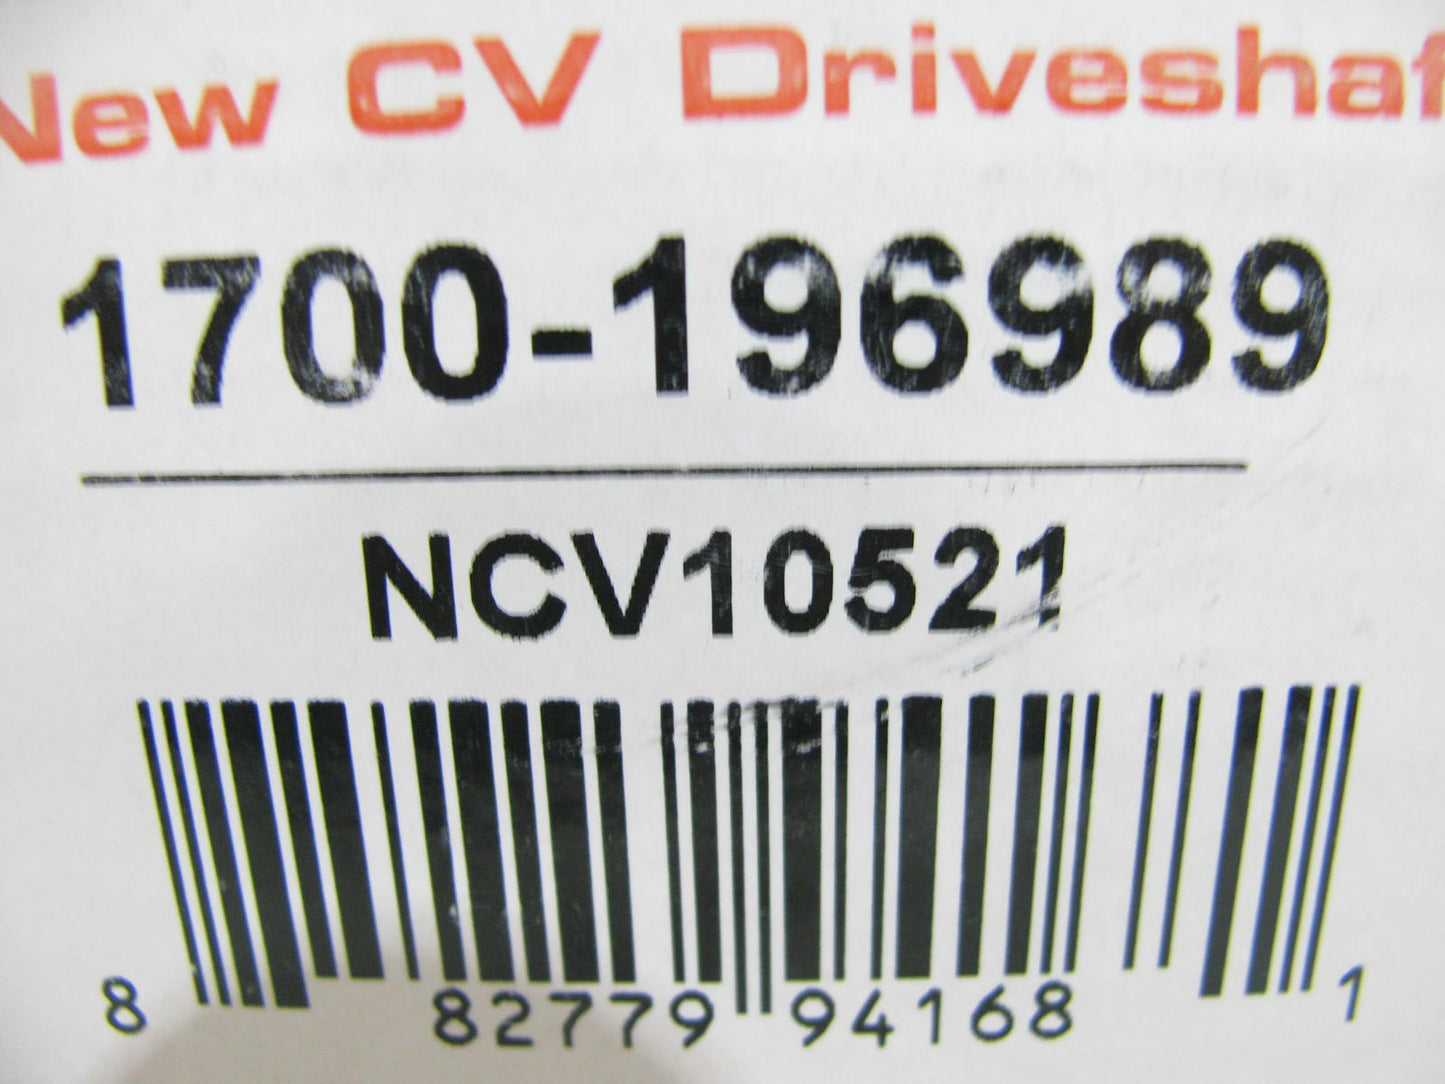 New CV Driveshaf
1700-196989
NCV10521
8 82779 94168 1